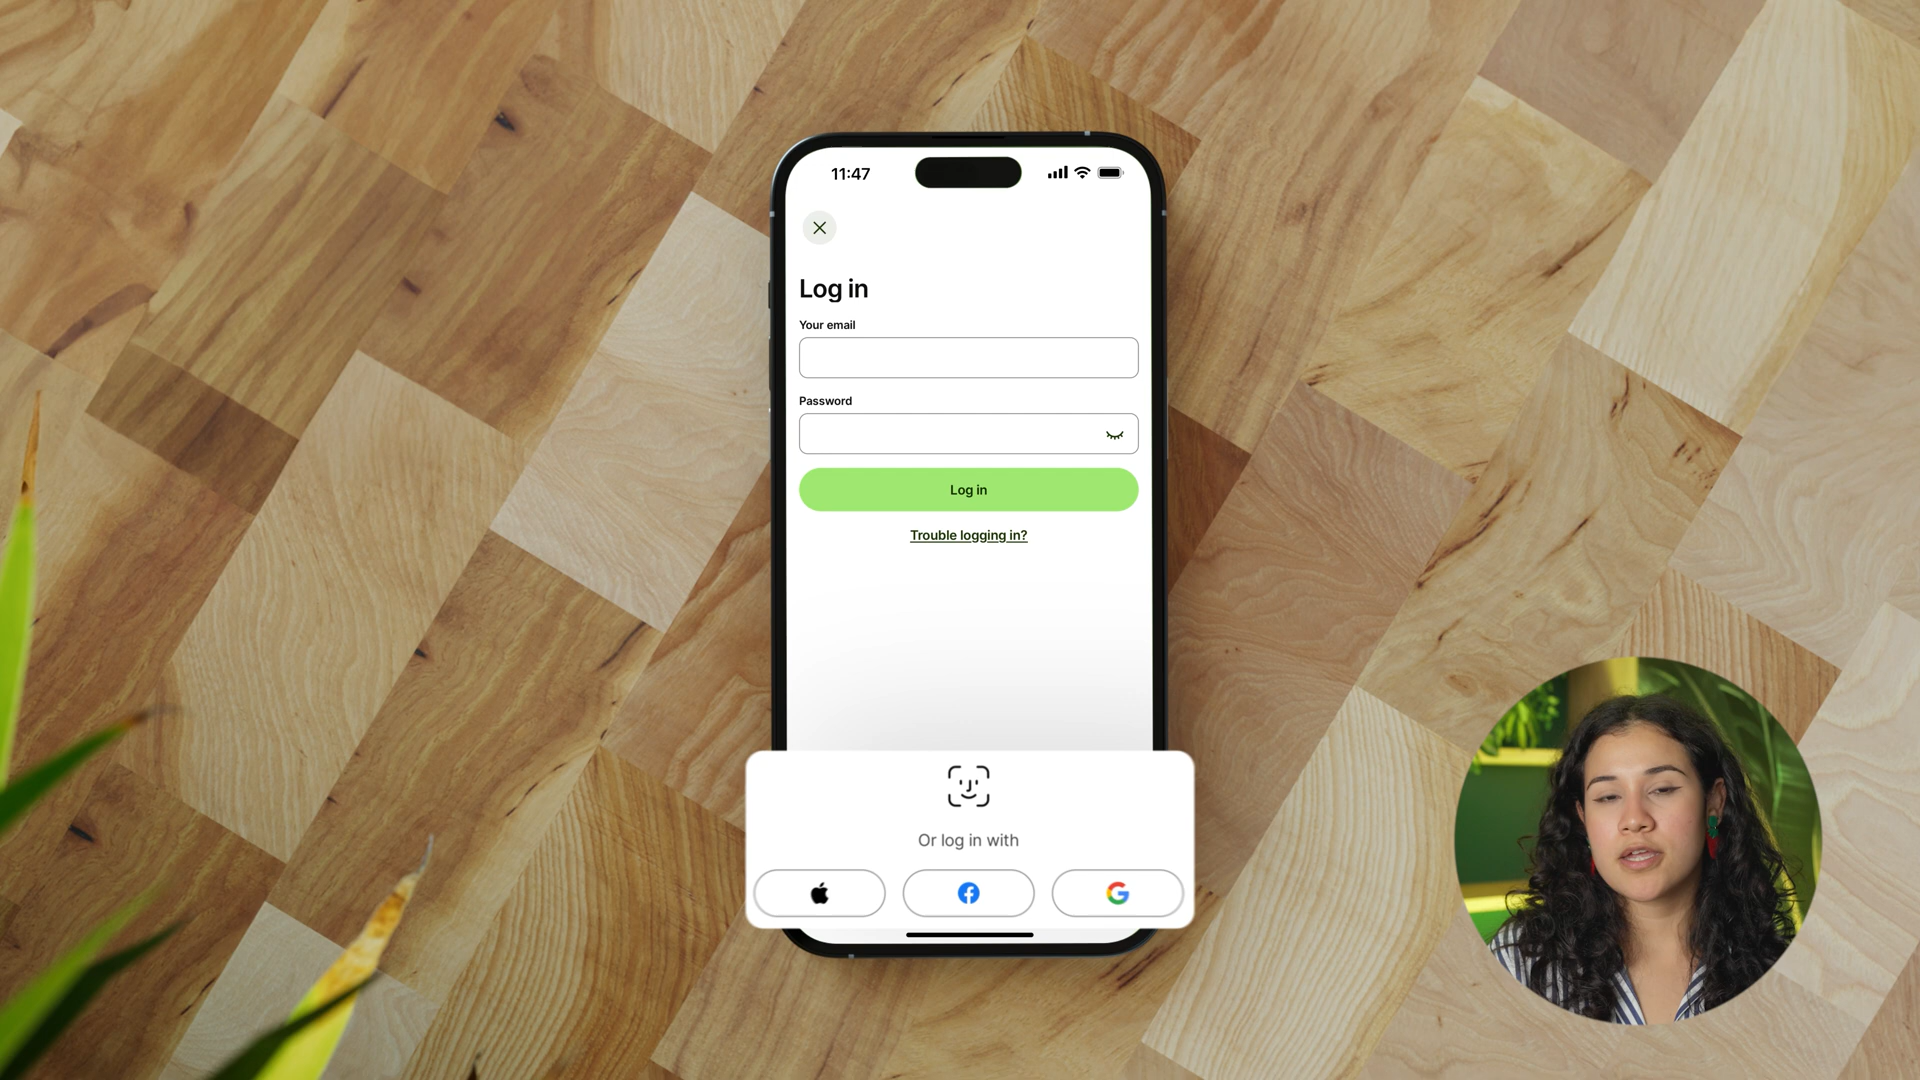 11:47
Log in
Your email
Password
Log in
Trouble logging in?
Or log in with